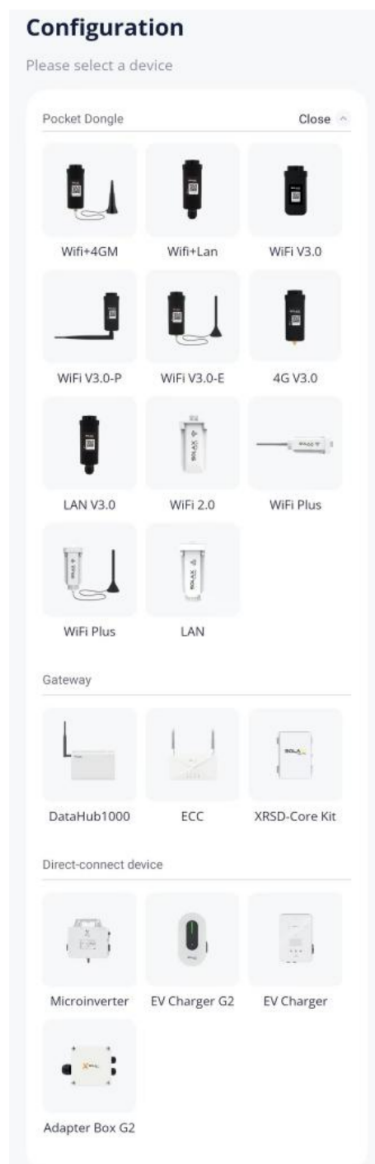 Configuration
Please select a device
Pocket Dongle Close
Wifi+4GM Wifi+Lan WiFi V3.0
WiFi V3.0-P WiFi V3.0-E 4G V3.0
SOLAX
LAN V3.0 WiFi 2.0 WiFi Plus
WiFi Plus LAN
Gateway
DataHub1000 ECC XRSD-Core Kit
Direct-connect device
Microinverter EV Charger G2 EV Charger
Adapter Box G2